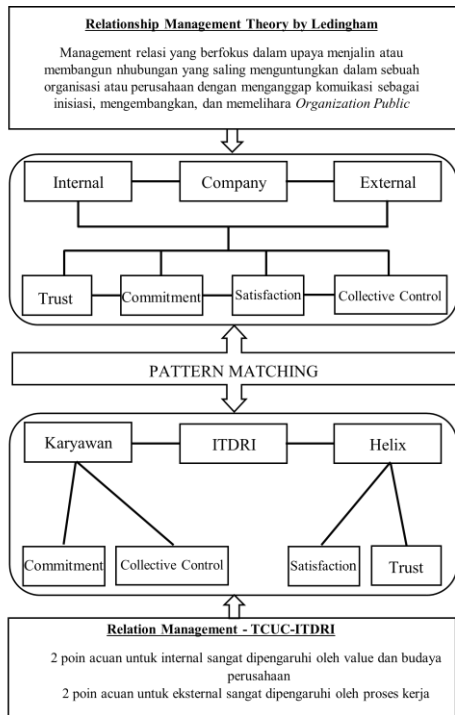 Relationship Management Theory by Ledingham
Management relasi yang berfokus dalam upaya menjalin atau
membangun nhubungan yang saling menguntungkan dalam sebuah
organisasi atau perusahaan dengan menganggap komuikasi sebagai
inisiasi, mengembangkan, dan memelihara Organization Public
Internal
Company
External
Trust
Commitment
Satisfaction
Collective Control
PATTERN MATCHING
Karyawan
ITDRI
Helix
Commitment
Collective Control
Satisfaction
Trust
Relation Management - TCUC-ITDRI
2 poin acuan untuk internal sangat dipengaruhi oleh value dan budaya
perusahaan
2 poin acuan untuk eksternal sangat dipengaruhi oleh proses kerja